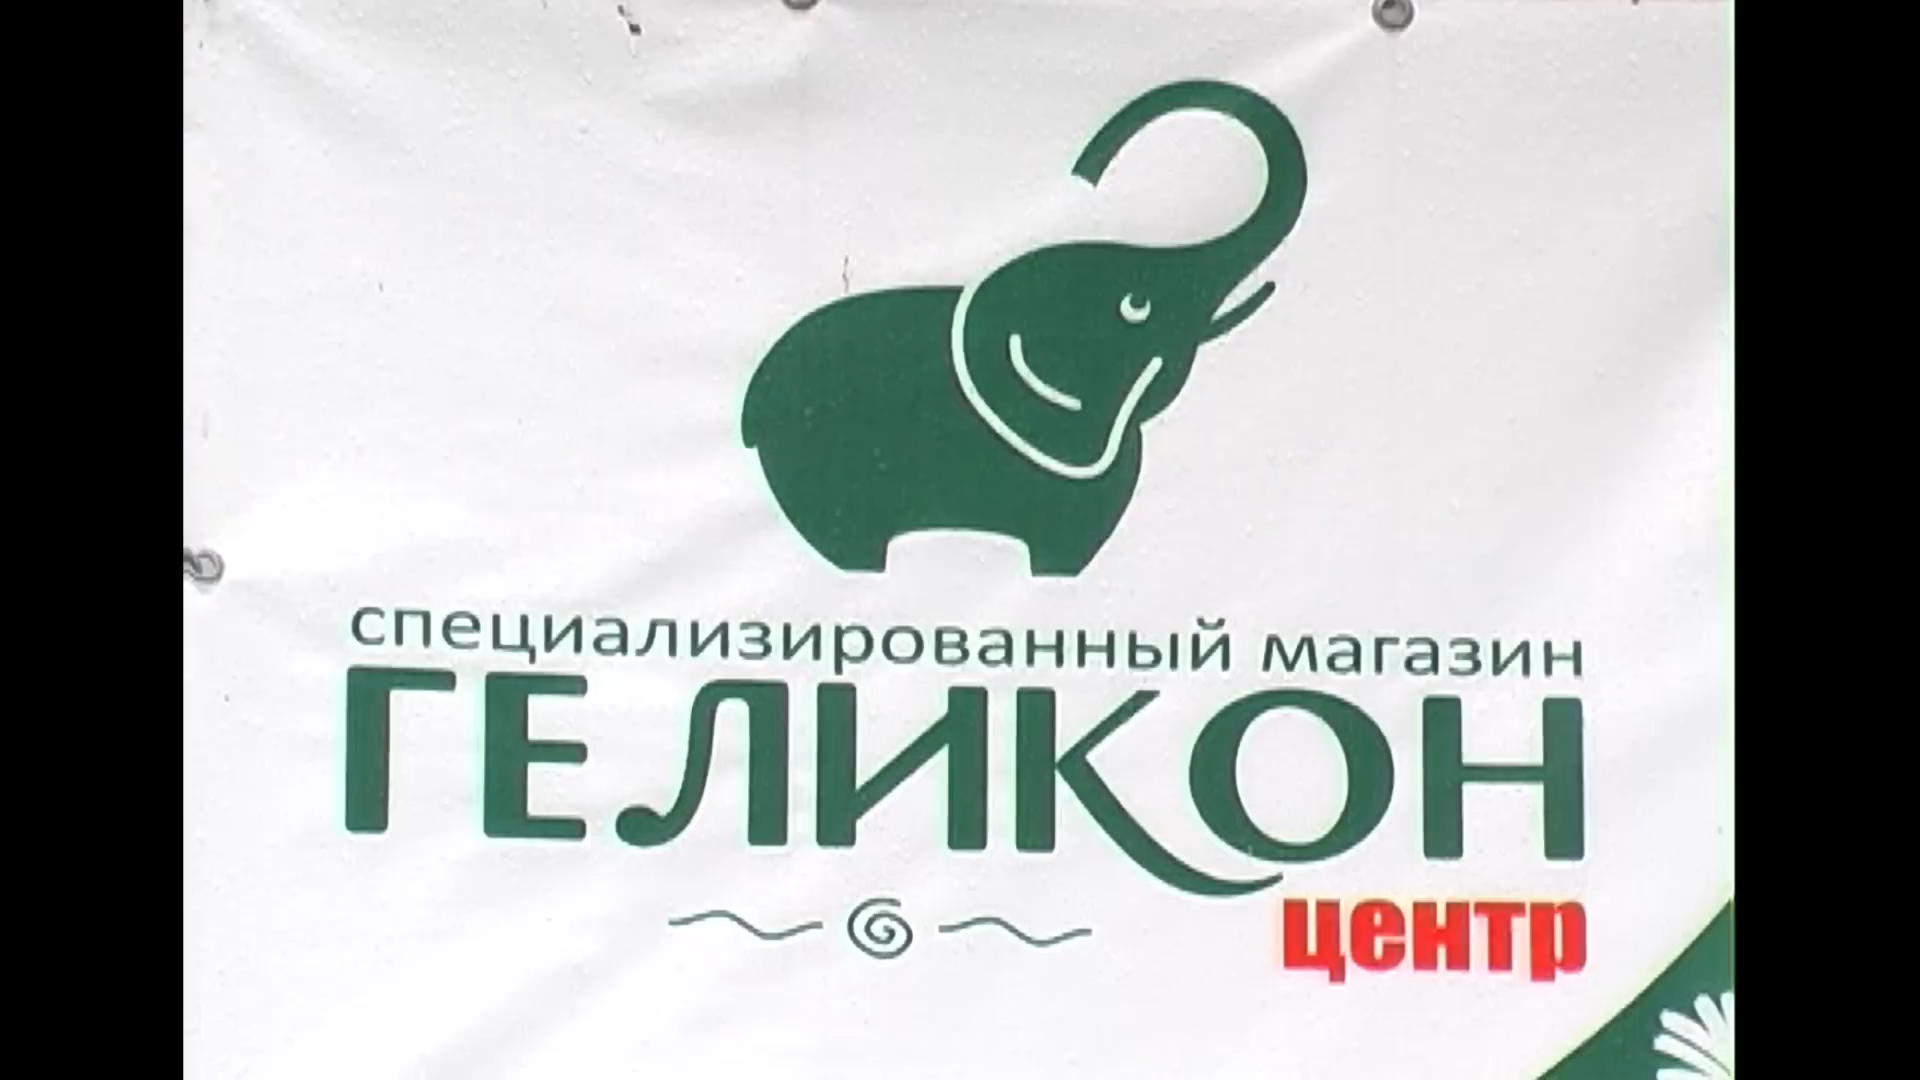 специализированный магазин
ГЕЛИКОН
центр